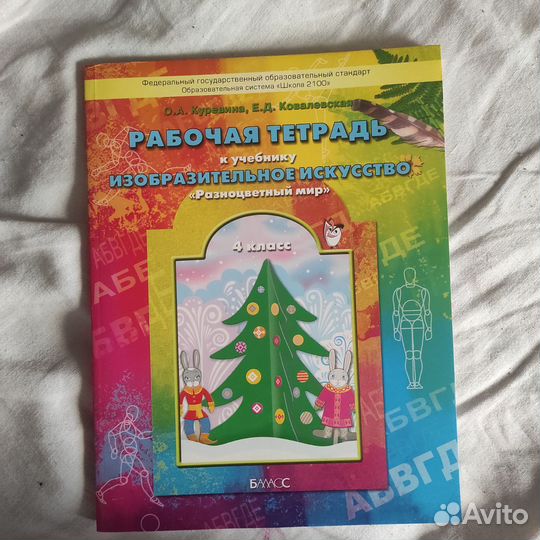 Федеральный государственный образовательный стандарт
Образовательная система «Школа 2100»
О.А. Куревина, Е.Д. Ковалевская
РАБОЧАЯ ТЕТРАДЬ
к учебнику
ИЗОБРАЗИТЕЛЬНОЕ ИСКУССТВО
«Разноцветный мир»
4 класс
АБВГДЕ
АБВГДЕ
АБВГДЕ
АБВГДЕ
АБВГДЕ
БАЛАСС
Avito